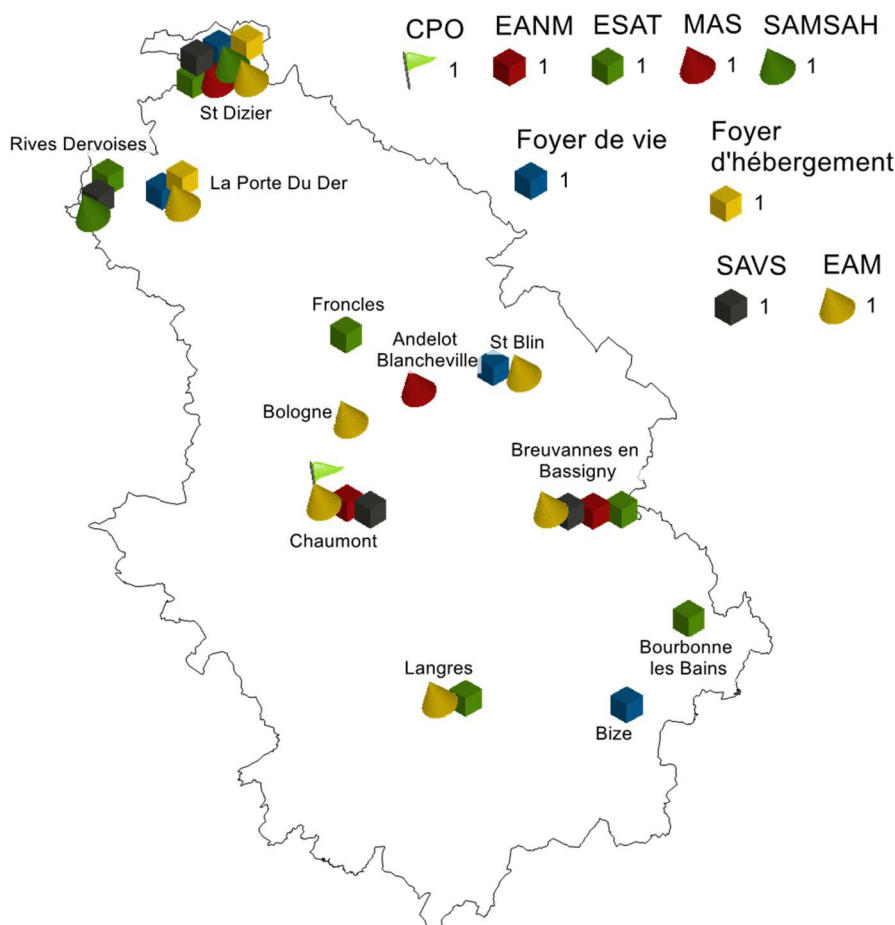 CPO EANM ESAT MAS SAMSAH
1 1 1 1 1
St Dizier
Rives Dervoises
Foyer de vie
1
Foyer
d'hébergement
1
La Porte Du Der
SAVS EAM
1 1
Froncles
Andelot
Blancheville
St Blin
Bologne
Breuvannes en
Bassigny
Chaumont
Bourbonne
les Bains
Langres
Bize